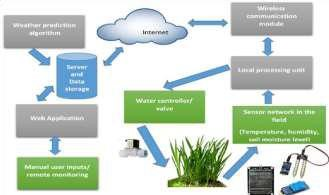 Weather prediction
algorithm
Internet
Wireless
communication
module
Server
and
Data
storage
Local processing unit
Water controller/
valve
Web Application
Sensor network in the
field
(Temperature, humidity,
soil moisture level)
Manual user inputs/
remote monitoring